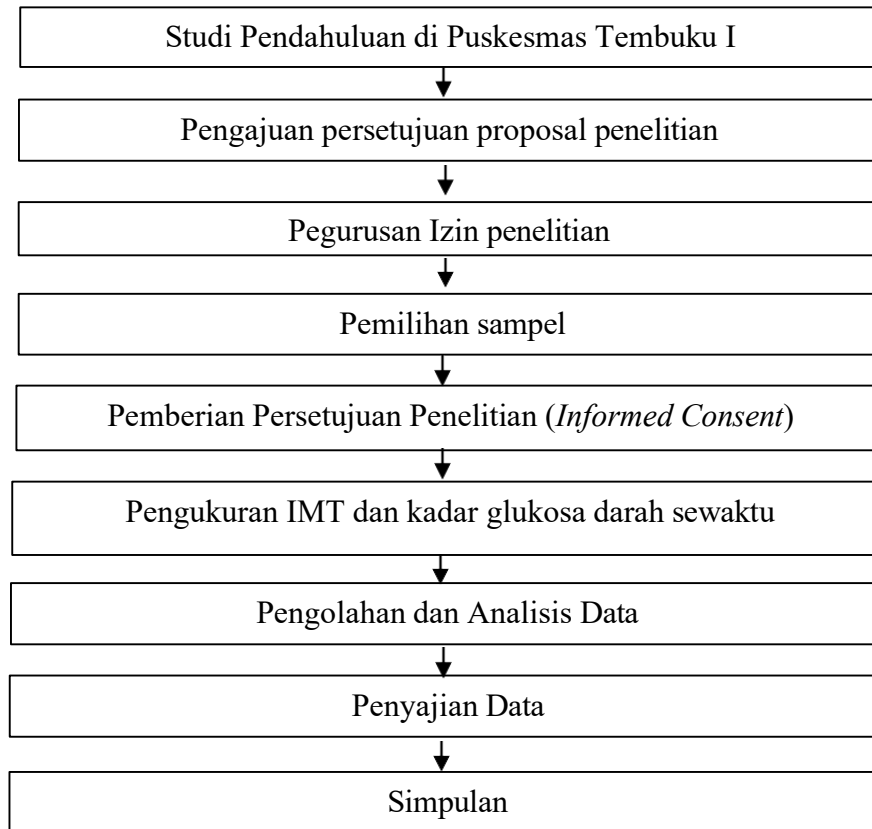 Studi Pendahuluan di Puskesmas Tembuku I
Pengajuan persetujuan proposal penelitian
Pegurusan Izin penelitian
Pemilihan sampel
Pemberian Persetujuan Penelitian (Informed Consent)
Pengukuran IMT dan kadar glukosa darah sewaktu
Pengolahan dan Analisis Data
Penyajian Data
Simpulan